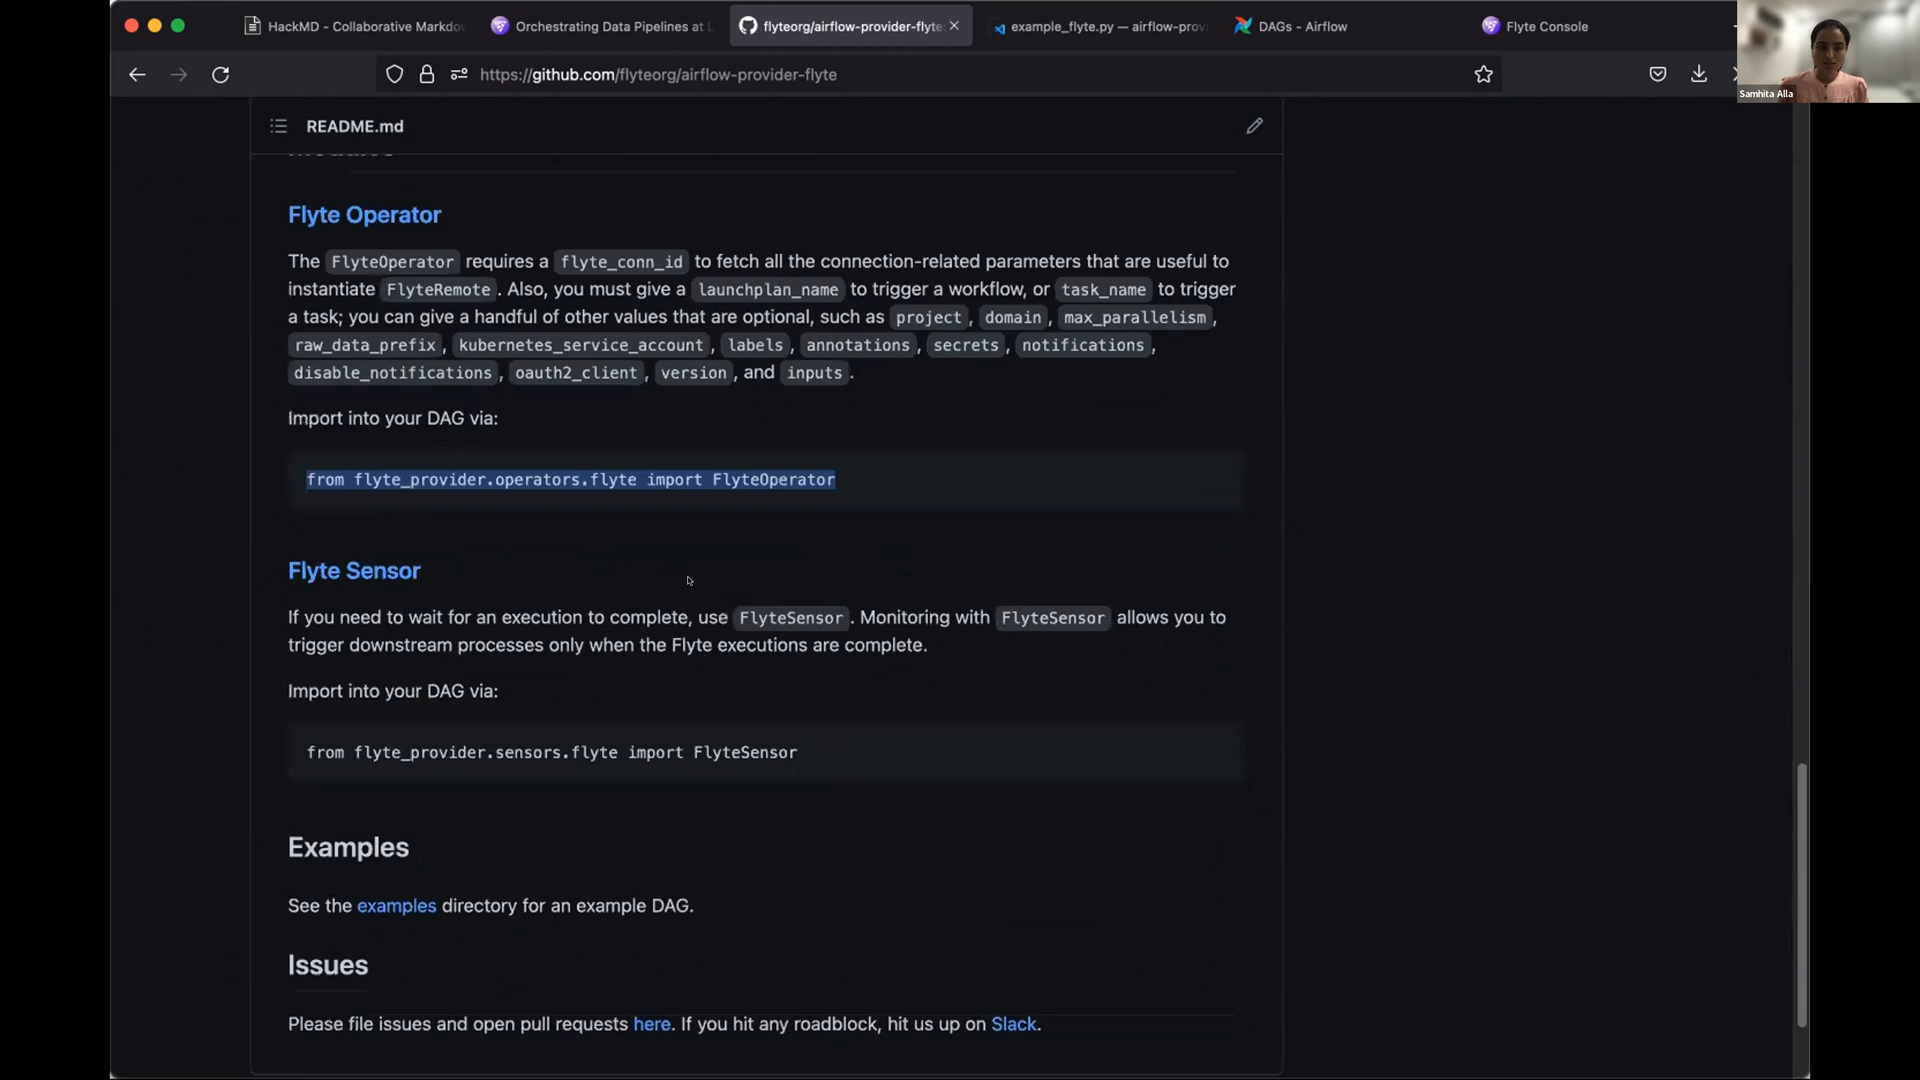 HackMD - Collaborative Markdo
Orchestrating Data Pipelines at L
flyteorg/airflow-provider-flyte
example_flyte.py — airflow-prov
DAGs - Airflow
Flyte Console
https://github.com/flyteorg/airflow-provider-flyte
Samhita Alla
README.md
Flyte Operator
The FlyteOperator requires a flyte_conn_id to fetch all the connection-related parameters that are useful to
instantiate FlyteRemote. Also, you must give a launchplan_name to trigger a workflow, or task_name to trigger
a task; you can give a handful of other values that are optional, such as project, domain, max_parallelism,
raw_data_prefix, kubernetes_service_account, labels, annotations, secrets, notifications,
disable_notifications, oauth2_client, version, and inputs.
Import into your DAG via:
from flyte_provider.operators.flyte import FlyteOperator
Flyte Sensor
If you need to wait for an execution to complete, use FlyteSensor. Monitoring with FlyteSensor allows you to
trigger downstream processes only when the Flyte executions are complete.
Import into your DAG via:
from flyte_provider.sensors.flyte import FlyteSensor
Examples
See the examples directory for an example DAG.
Issues
Please file issues and open pull requests here. If you hit any roadblock, hit us up on Slack.